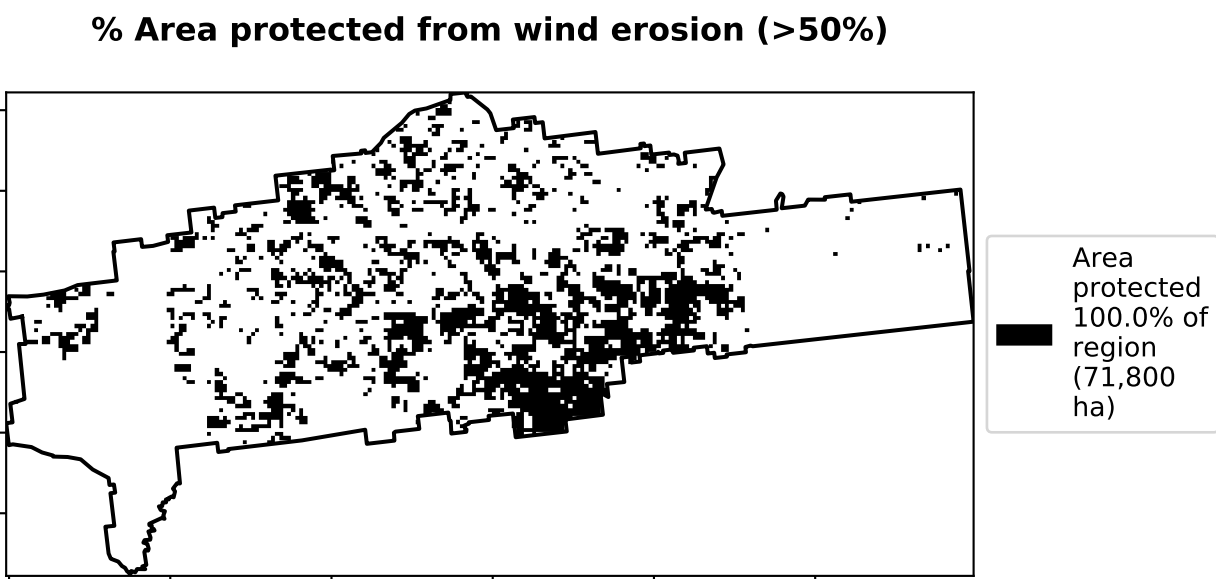 % Area protected from wind erosion (>50%)
Area
protected
100.0% of
region
(71,800
ha)